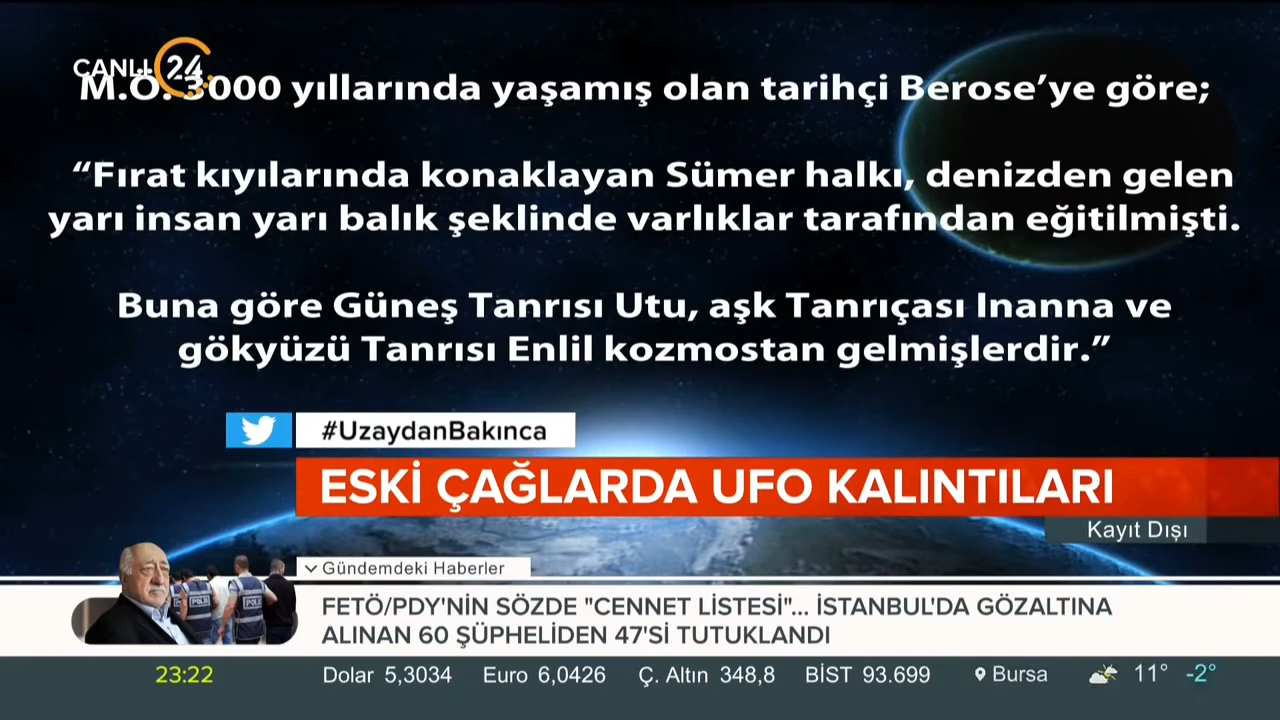 CANLI 24
M.Ö. 3000 yıllarında yaşamış olan tarihçi Berose’ye göre;
“Fırat kıyılarında konaklayan Sümer halkı, denizden gelen
yarı insan yarı balık şeklinde varlıklar tarafından eğitilmişti.
Buna göre Güneş Tanrısı Utu, aşk Tanrıçası Inanna ve
gökyüzü Tanrısı Enlil kozmostan gelmişlerdir.”
#UzaydanBakınca
ESKİ ÇAĞLARDA UFO KALINTILARI
Kayıt Dışı
Gündemdeki Haberler
FETÖ/PDY'NİN SÖZDE "CENNET LİSTESİ"... İSTANBUL'DA GÖZALTINA
ALINAN 60 ŞÜPHELİDEN 47'Sİ TUTUKLANDI
POLİS
23:22 Dolar 5,3034 Euro 6,0426 Ç. Altın 348,8 BİST 93.699 Bursa 11° -2°